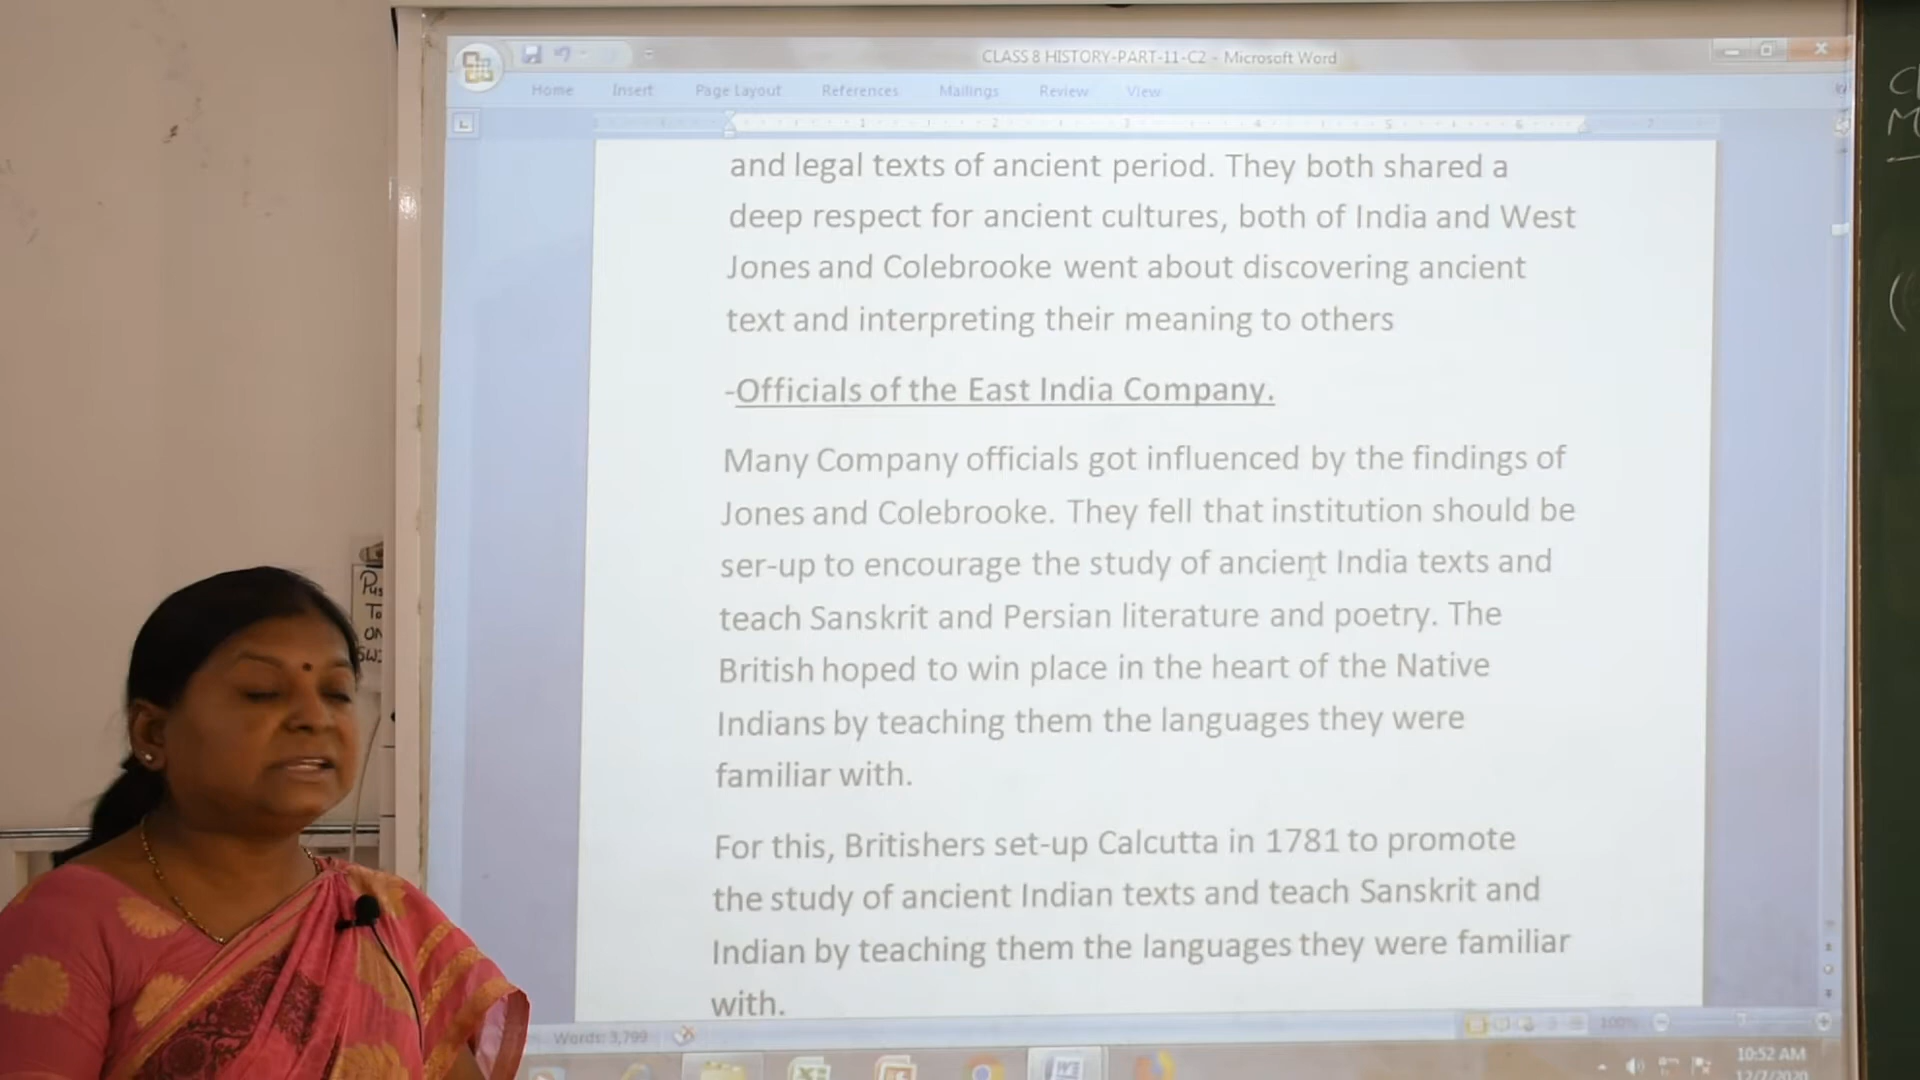 CLASS 8 HISTORY-PART-11-C2 - Microsoft Word
Home Insert Page Layout References Mailings Review View
and legal texts of ancient period. They both shared a
deep respect for ancient cultures, both of India and West
Jones and Colebrooke went about discovering ancient
text and interpreting their meaning to others
-Officials of the East India Company.
Many Company officials got influenced by the findings of
Jones and Colebrooke. They fell that institution should be
ser-up to encourage the study of ancient India texts and
teach Sanskrit and Persian literature and poetry. The
British hoped to win place in the heart of the Native
Indians by teaching them the languages they were
familiar with.
For this, Britishers set-up Calcutta in 1781 to promote
the study of ancient Indian texts and teach Sanskrit and
Indian by teaching them the languages they were familiar
with.
Words: 3,799
100%
10:52 AM
12/7/2020